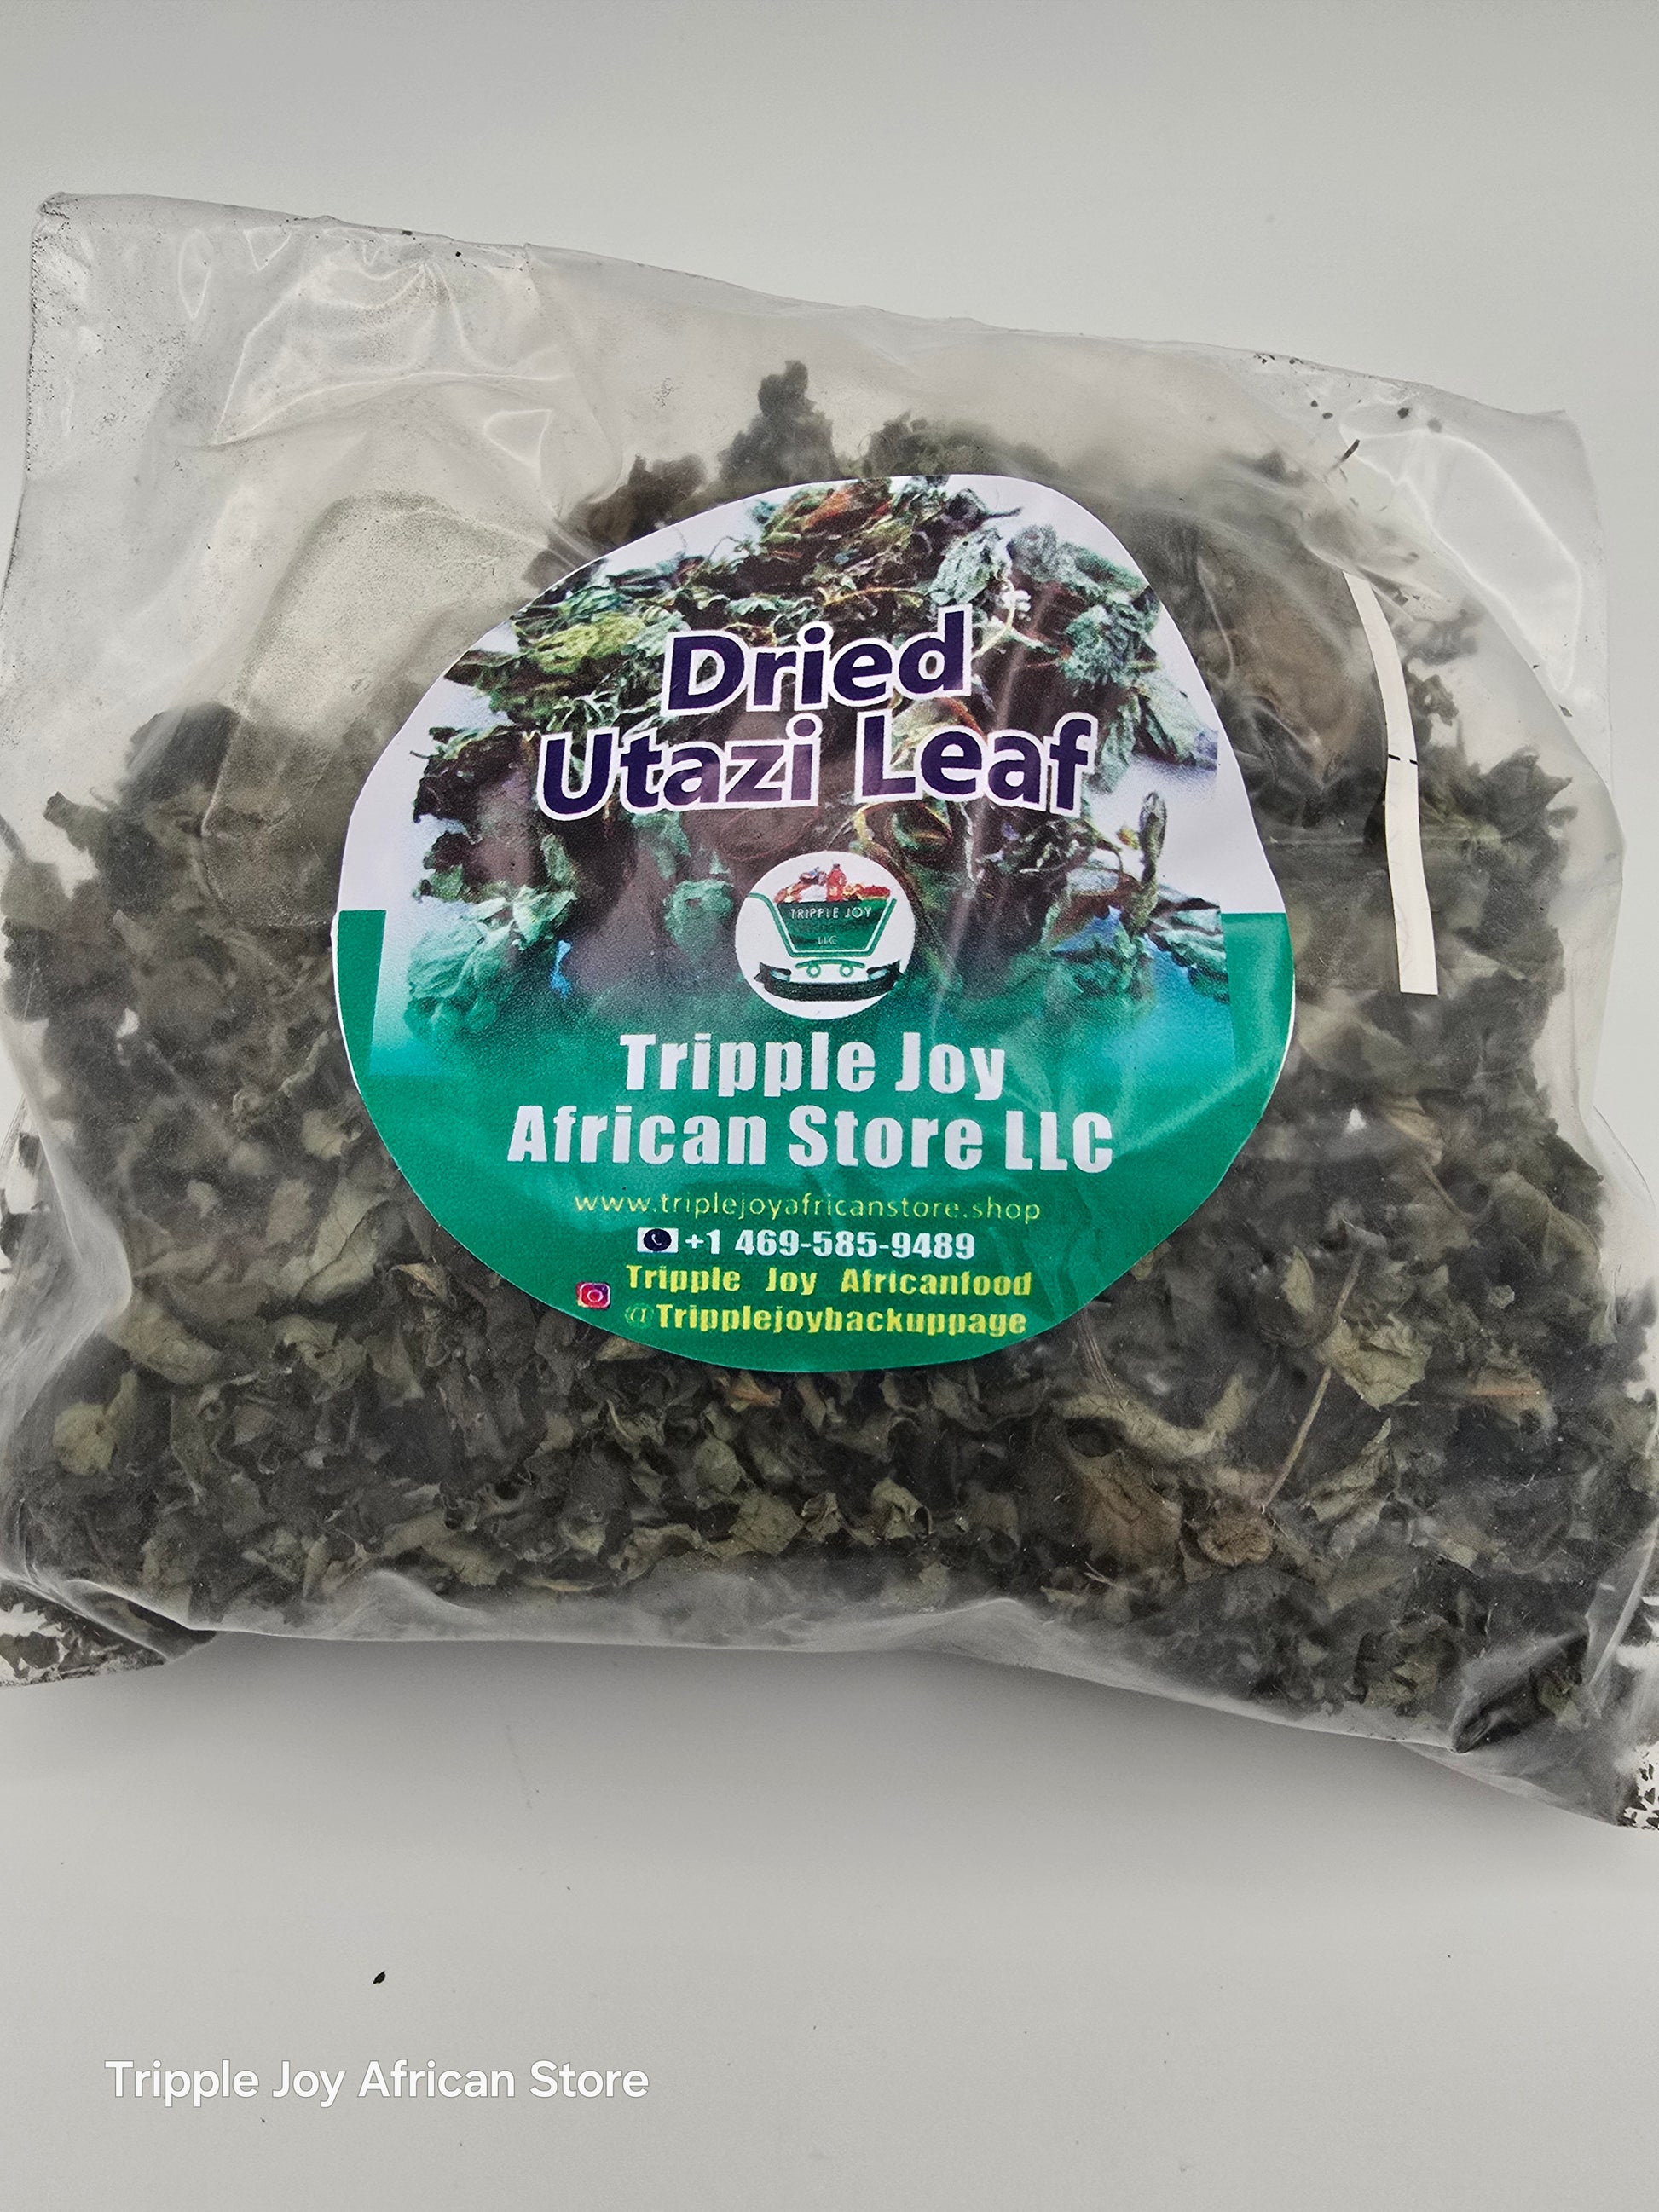 Dried
Utazi Leaf
TRIPPLE JOY
LLC
Tripple Joy
African Store LLC
www.triplejoyafricanstore.shop
+1 469-585-9489
Tripple Joy Africanfood
@Tripplejoybackuppage
Tripple Joy African Store